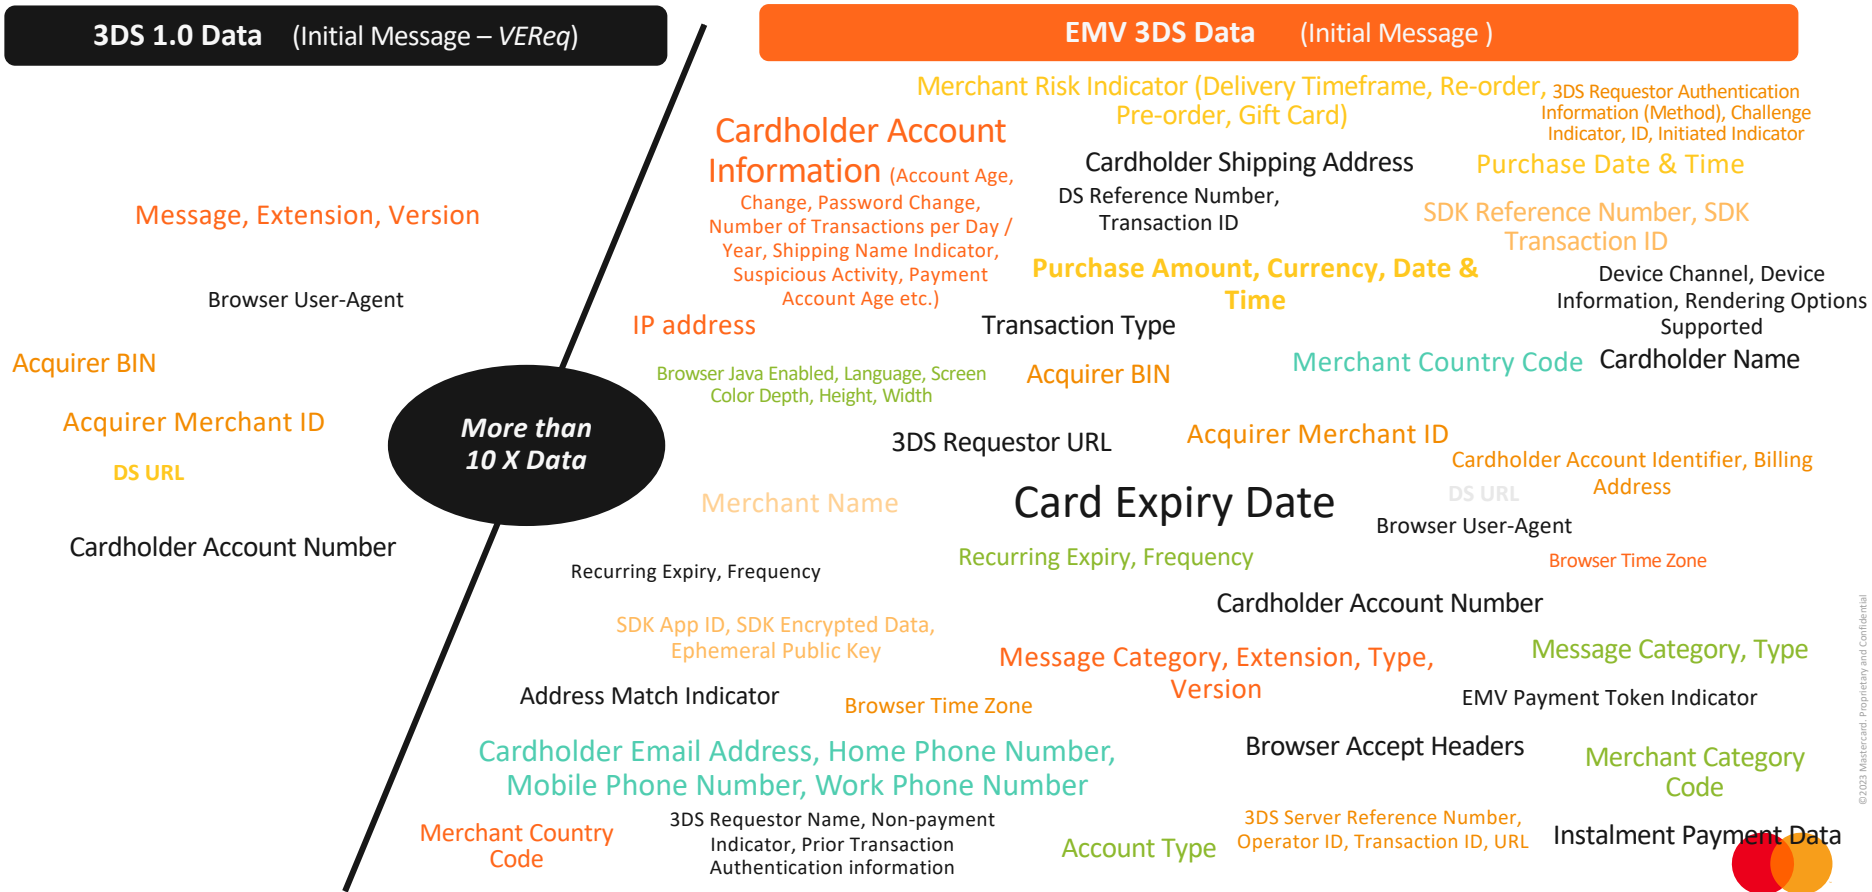 3DS 1.0 Data (Initial Message – VEReq)
Message, Extension, Version
Browser User-Agent
Acquirer BIN
Acquirer Merchant ID
DS URL
Cardholder Account Number
More than
10 X Data
EMV 3DS Data (Initial Message )
Merchant Risk Indicator (Delivery Timeframe, Re-order,
Pre-order, Gift Card)
3DS Requestor Authentication
Information (Method), Challenge
Indicator, ID, Initiated Indicator
Cardholder Account
Information (Account Age,
Change, Password Change,
Number of Transactions per Day /
Year, Shipping Name Indicator,
Suspicious Activity, Payment
Account Age etc.)
Cardholder Shipping Address
Purchase Date & Time
DS Reference Number,
Transaction ID
SDK Reference Number, SDK
Transaction ID
Purchase Amount, Currency, Date &
Time
Device Channel, Device
Information, Rendering Options
Supported
IP address
Transaction Type
Browser Java Enabled, Language, Screen
Color Depth, Height, Width
Acquirer BIN
Merchant Country Code
Cardholder Name
3DS Requestor URL
Acquirer Merchant ID
Cardholder Account Identifier, Billing
Address
Merchant Name
Card Expiry Date
DS URL
Browser User-Agent
Recurring Expiry, Frequency
Recurring Expiry, Frequency
Browser Time Zone
Cardholder Account Number
SDK App ID, SDK Encrypted Data,
Ephemeral Public Key
Message Category, Extension, Type,
Version
Message Category, Type
Address Match Indicator
Browser Time Zone
EMV Payment Token Indicator
Cardholder Email Address, Home Phone Number,
Mobile Phone Number, Work Phone Number
Browser Accept Headers
Merchant Category
Code
Merchant Country
Code
3DS Requestor Name, Non-payment
Indicator, Prior Transaction
Authentication information
Account Type
3DS Server Reference Number,
Operator ID, Transaction ID, URL
Instalment Payment Data
©2023 Mastercard. Proprietary and Confidential